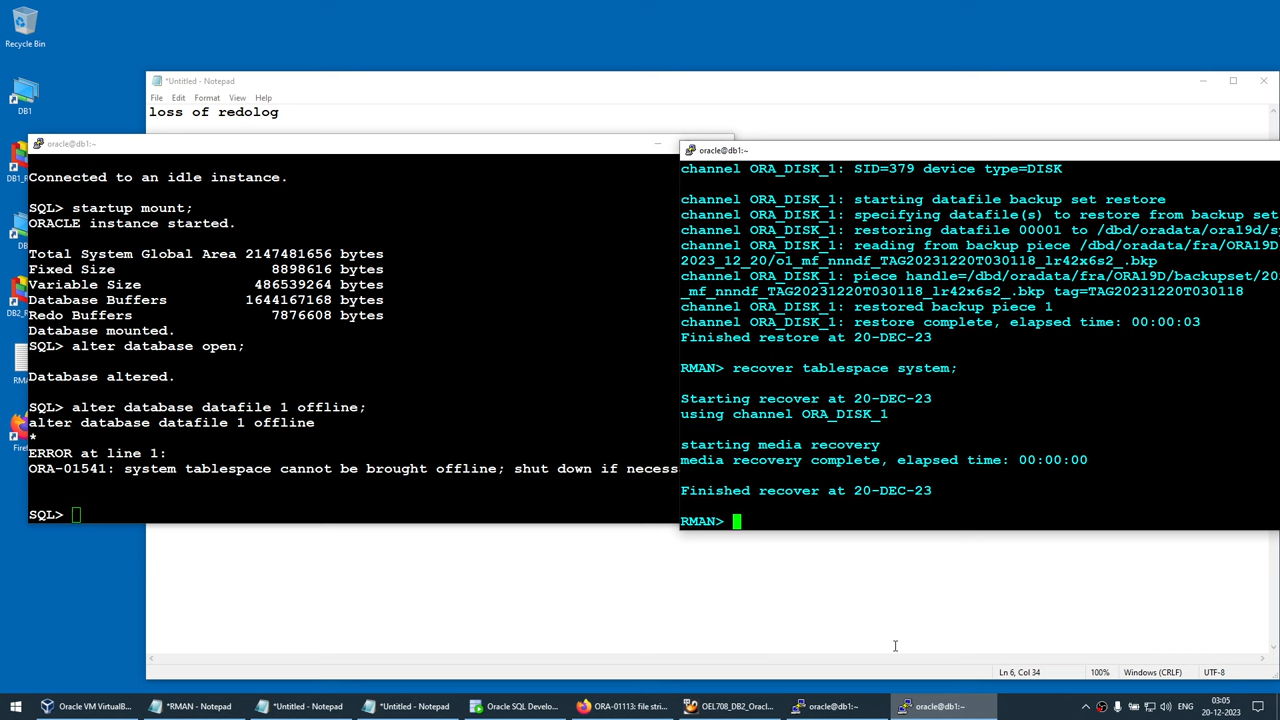 Recycle Bin
DB1
DB1_R
DB
DB2_R
RM
Firef
*Untitled - Notepad
File Edit Format View Help
loss of redolog
oracle@db1:~
Connected to an idle instance.
SQL> startup mount;
ORACLE instance started.
Total System Global Area 2147481656 bytes
Fixed Size 8898616 bytes
Variable Size 486539264 bytes
Database Buffers 1644167168 bytes
Redo Buffers 7876608 bytes
Database mounted.
SQL> alter database open;
Database altered.
SQL> alter database datafile 1 offline;
alter database datafile 1 offline
*
ERROR at line 1:
ORA-01541: system tablespace cannot be brought offline; shut down if necess
SQL>
oracle@db1:~
channel ORA_DISK_1: SID=379 device type=DISK
channel ORA_DISK_1: starting datafile backup set restore
channel ORA_DISK_1: specifying datafile(s) to restore from backup set
channel ORA_DISK_1: restoring datafile 00001 to /dbd/oradata/ora19d/sy
channel ORA_DISK_1: reading from backup piece /dbd/oradata/fra/ORA19D
2023_12_20/o1_mf_nnndf_TAG20231220T030118_lr42x6s2_.bkp
channel ORA_DISK_1: piece handle=/dbd/oradata/fra/ORA19D/backupset/20
_mf_nnndf_TAG20231220T030118_lr42x6s2_.bkp tag=TAG20231220T030118
channel ORA_DISK_1: restored backup piece 1
channel ORA_DISK_1: restore complete, elapsed time: 00:00:03
Finished restore at 20-DEC-23
RMAN> recover tablespace system;
Starting recover at 20-DEC-23
using channel ORA_DISK_1
starting media recovery
media recovery complete, elapsed time: 00:00:00
Finished recover at 20-DEC-23
RMAN>
Ln 6, Col 34 100% Windows (CRLF) UTF-8
Oracle VM VirtualB... *RMAN - Notepad *Untitled - Notepad *Untitled - Notepad Oracle SQL Develo... ORA-01113: file stri... OEL708_DB2_Oracl... oracle@db1:~ oracle@db1:~ ENG 03:05
20-12-2023